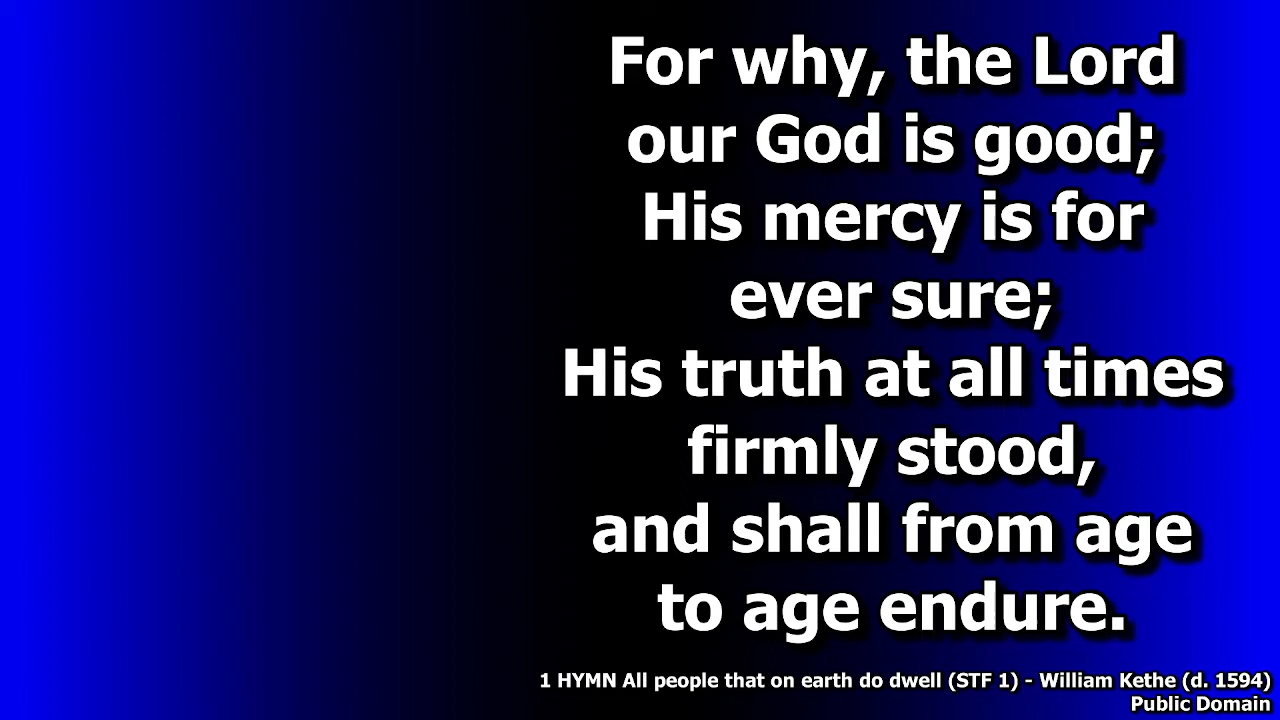 For why, the Lord
our God is good;
His mercy is for
ever sure;
His truth at all times
firmly stood,
and shall from age
to age endure.
1 HYMN All people that on earth do dwell (STF 1) - William Kethe (d. 1594)
Public Domain